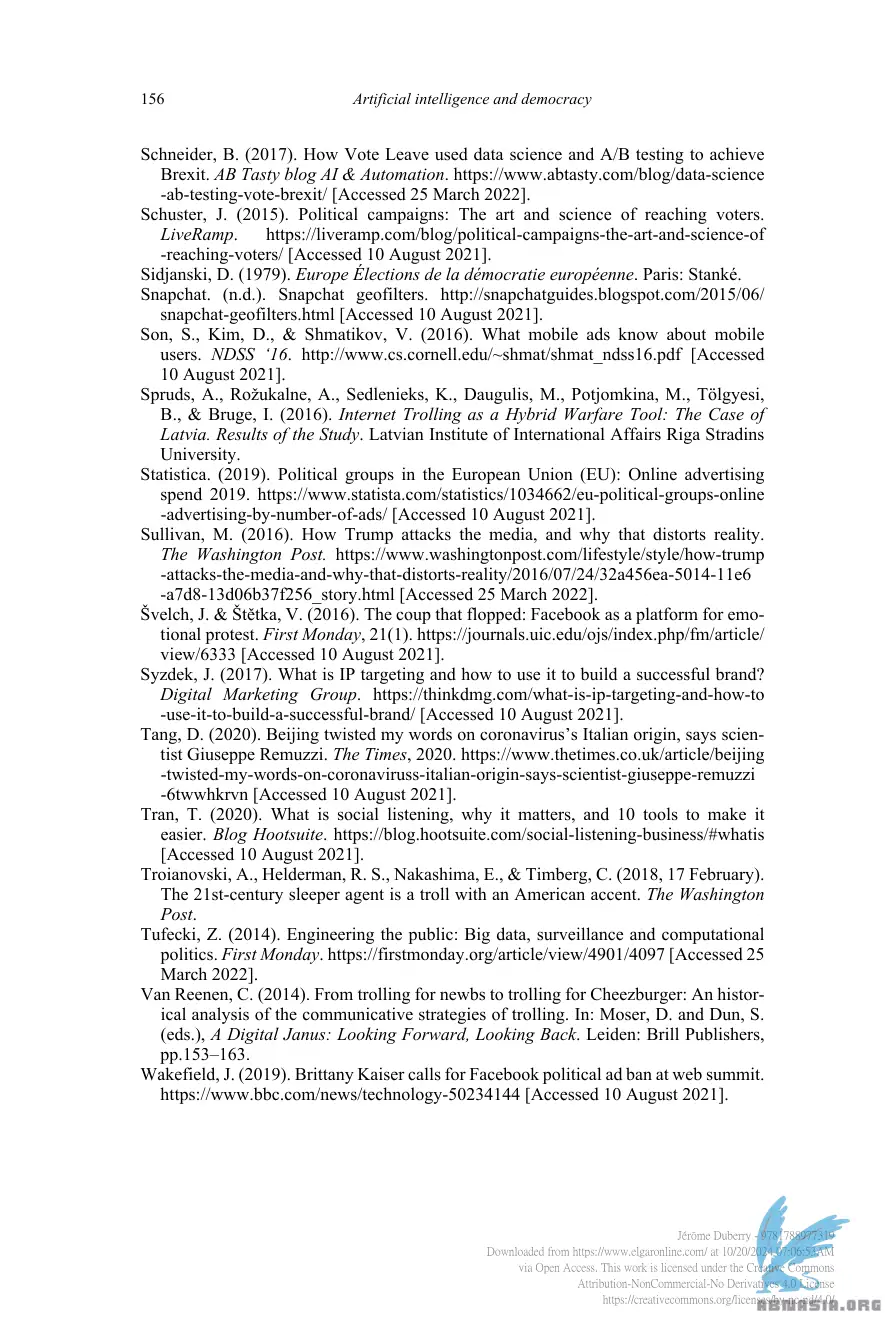 156 Artificial intelligence and democracy
Schneider, B. (2017). How Vote Leave used data science and A/B testing to achieve
Brexit. AB Tasty blog AI & Automation. https://www.abtasty.com/blog/data-science
-ab-testing-vote-brexit/ [Accessed 25 March 2022].
Schuster, J. (2015). Political campaigns: The art and science of reaching voters.
LiveRamp. https://liveramp.com/blog/political-campaigns-the-art-and-science-of
-reaching-voters/ [Accessed 10 August 2021].
Sidjanski, D. (1979). Europe Élections de la démocratie européenne. Paris: Stanké.
Snapchat. (n.d.). Snapchat geofilters. http://snapchatguides.blogspot.com/2015/06/
snapchat-geofilters.html [Accessed 10 August 2021].
Son, S., Kim, D., & Shmatikov, V. (2016). What mobile ads know about mobile
users. NDSS ‘16. http://www.cs.cornell.edu/~shmat/shmat_ndss16.pdf [Accessed
10 August 2021].
Spruds, A., Rožukalne, A., Sedlenieks, K., Daugulis, M., Potjomkina, M., Tölgyesi,
B., & Bruge, I. (2016). Internet Trolling as a Hybrid Warfare Tool: The Case of
Latvia. Results of the Study. Latvian Institute of International Affairs Riga Stradins
University.
Statistica. (2019). Political groups in the European Union (EU): Online advertising
spend 2019. https://www.statista.com/statistics/1034662/eu-political-groups-online
-advertising-by-number-of-ads/ [Accessed 10 August 2021].
Sullivan, M. (2016). How Trump attacks the media, and why that distorts reality.
The Washington Post. https://www.washingtonpost.com/lifestyle/style/how-trump
-attacks-the-media-and-why-that-distorts-reality/2016/07/24/32a456ea-5014-11e6
-a7d8-13d06b37f256_story.html [Accessed 25 March 2022].
Švelch, J. & Štětka, V. (2016). The coup that flopped: Facebook as a platform for emo-
tional protest. First Monday, 21(1). https://journals.uic.edu/ojs/index.php/fm/article/
view/6333 [Accessed 10 August 2021].
Syzdek, J. (2017). What is IP targeting and how to use it to build a successful brand?
Digital Marketing Group. https://thinkdmg.com/what-is-ip-targeting-and-how-to
-use-it-to-build-a-successful-brand/ [Accessed 10 August 2021].
Tang, D. (2020). Beijing twisted my words on coronavirus’s Italian origin, says scien-
tist Giuseppe Remuzzi. The Times, 2020. https://www.thetimes.co.uk/article/beijing
-twisted-my-words-on-coronaviruss-italian-origin-says-scientist-giuseppe-remuzzi
-6twwhkrvn [Accessed 10 August 2021].
Tran, T. (2020). What is social listening, why it matters, and 10 tools to make it
easier. Blog Hootsuite. https://blog.hootsuite.com/social-listening-business/#whatis
[Accessed 10 August 2021].
Troianovski, A., Helderman, R. S., Nakashima, E., & Timberg, C. (2018, 17 February).
The 21st-century sleeper agent is a troll with an American accent. The Washington
Post.
Tufecki, Z. (2014). Engineering the public: Big data, surveillance and computational
politics. First Monday. https://firstmonday.org/article/view/4901/4097 [Accessed 25
March 2022].
Van Reenen, C. (2014). From trolling for newbs to trolling for Cheezburger: An histor-
ical analysis of the communicative strategies of trolling. In: Moser, D. and Dun, S.
(eds.), A Digital Janus: Looking Forward, Looking Back. Leiden: Brill Publishers,
pp.153–163.
Wakefield, J. (2019). Brittany Kaiser calls for Facebook political ad ban at web summit.
https://www.bbc.com/news/technology-50234144 [Accessed 10 August 2021].
Jérôme Duberry - 9781788977319
Downloaded from https://www.elgaronline.com/ at 10/20/2024 07:06:53AM
via Open Access. This work is licensed under the Creative Commons
Attribution-NonCommercial-No Derivatives 4.0 License
https://creativecommons.org/licenses/by-nc-nd/4.0/
ABTMASIA.ORG